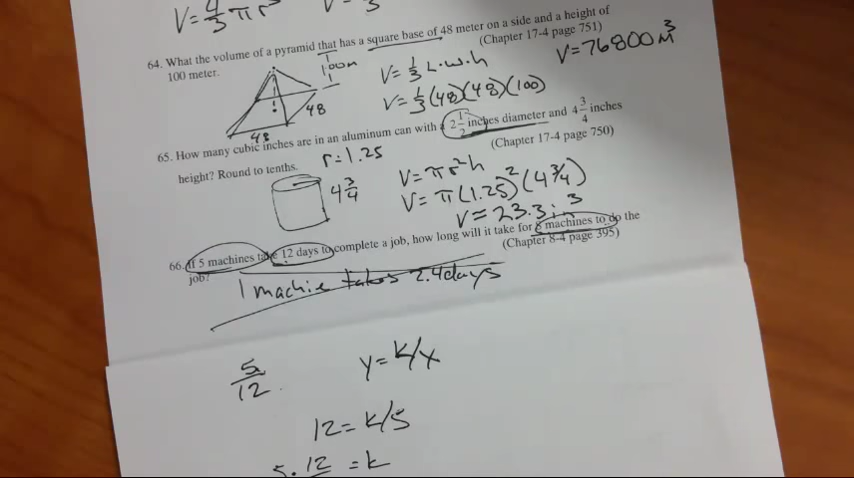 V = 4/3 π r³
V = 1/3
64. What the volume of a pyramid that has a square base of 48 meter on a side and a height of
100 meter.
(Chapter 17-4 page 751)
100m
48
48
V = 1/3 L·w·h
V = 1/3 (48)(48)(100)
V = 76800 m³
65. How many cubic inches are in an aluminum can with a 2 1/2 inches diameter and 4 3/4 inches
height? Round to tenths.
(Chapter 17-4 page 750)
r = 1.25
4 3/4
V = π r² h
V = π (1.25)² (4 3/4)
V ≈ 23.3 in³
66. If 5 machines take 12 days to complete a job, how long will it take for 8 machines to do the
job?
(Chapter 8-4 page 395)
1 machie takes 2.4 days
5/12
y = k/x
12 = k/5
5 · 12 = k